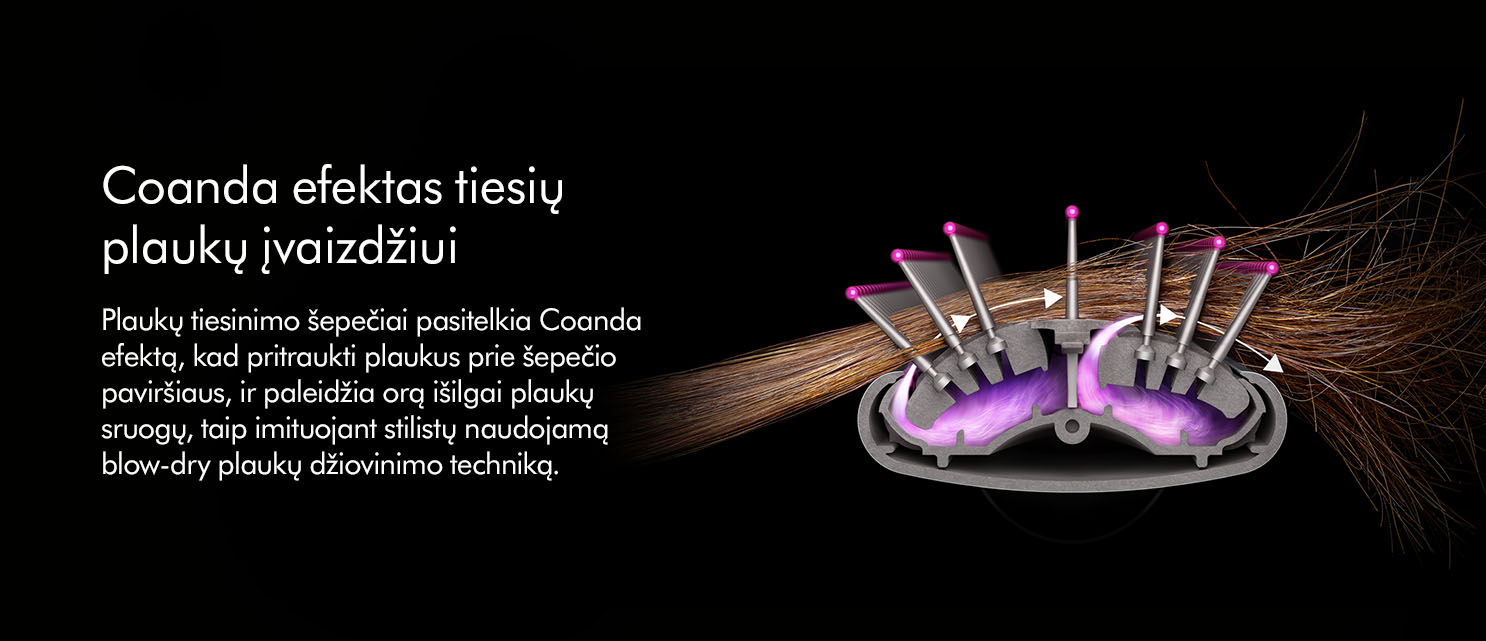 Coanda efektas tiesių
plaukų įvaizdžiui
Plaukų tiesinimo šepečiai pasitelkia Coanda
efektą, kad pritraukti plaukus prie šepečio
paviršiaus, ir paleidžia orą išilgai plaukų
sruogų, taip imituojant stilistų naudojamą
blow-dry plaukų džiovinimo techniką.